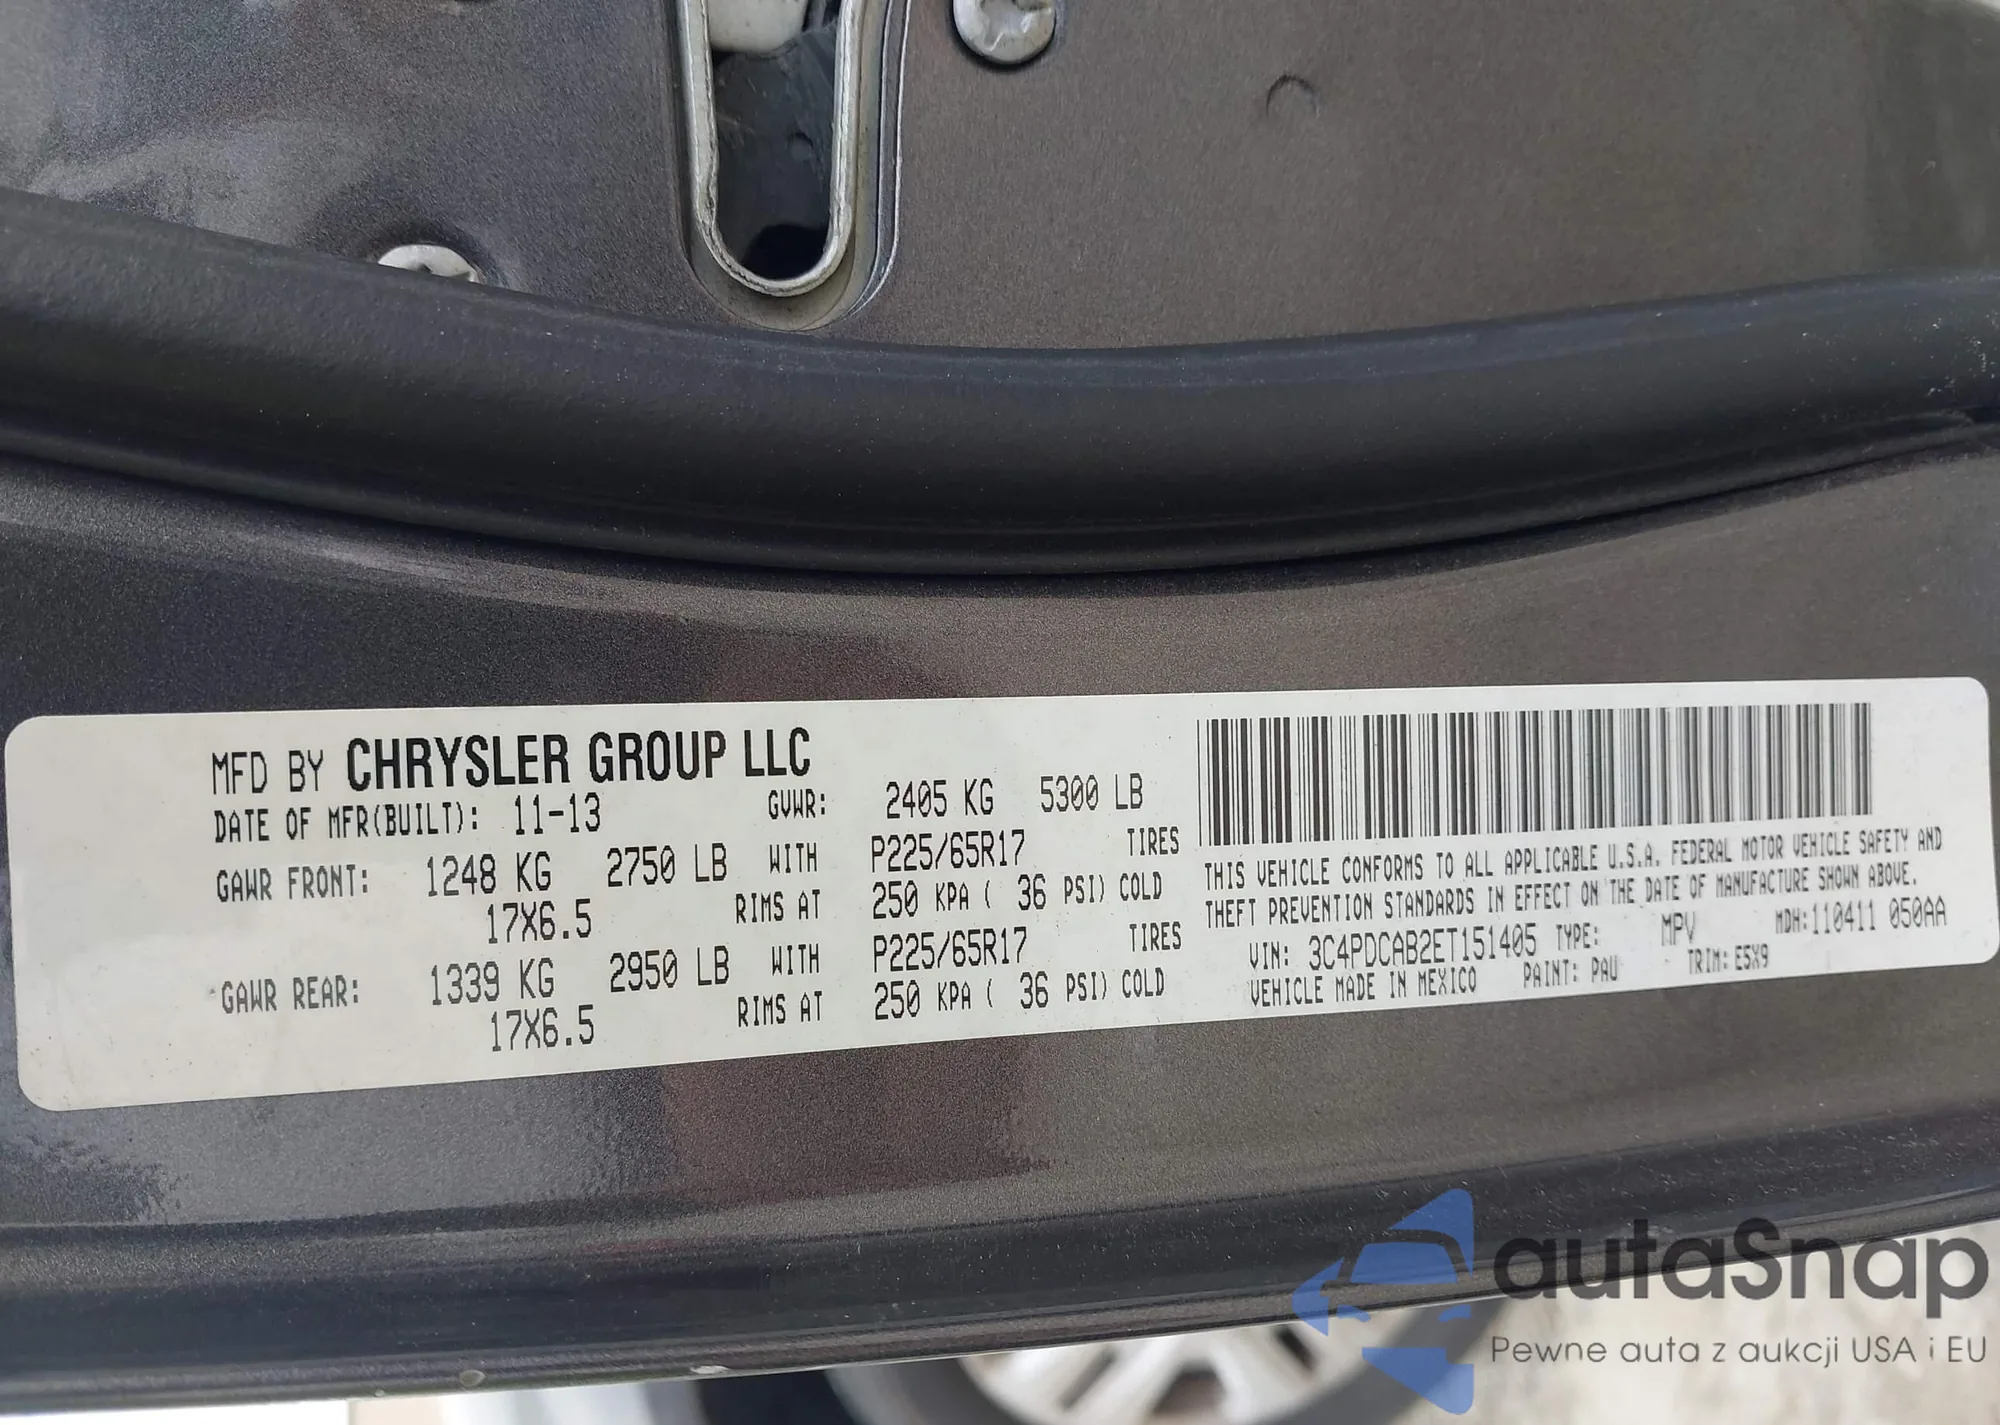 MFD BY CHRYSLER GROUP LLC
DATE OF MFR(BUILT): 11-13 GVWR: 2405 KG 5300 LB
GAWR FRONT: 1248 KG 2750 LB WITH P225/65R17 TIRES
17X6.5 RIMS AT 250 KPA ( 36 PSI) COLD
GAWR REAR: 1339 KG 2950 LB WITH P225/65R17 TIRES
17X6.5 RIMS AT 250 KPA ( 36 PSI) COLD
THIS VEHICLE CONFORMS TO ALL APPLICABLE U.S.A. FEDERAL MOTOR VEHICLE SAFETY AND
THEFT PREVENTION STANDARDS IN EFFECT ON THE DATE OF MANUFACTURE SHOWN ABOVE.
VIN: 3C4PDCAB2ET151405 TYPE: MPV MDH:110411 050AA
VEHICLE MADE IN MEXICO PAINT: PAU TRIM: E5X9
autaSnap
Pewne auta z aukcji USA i EU